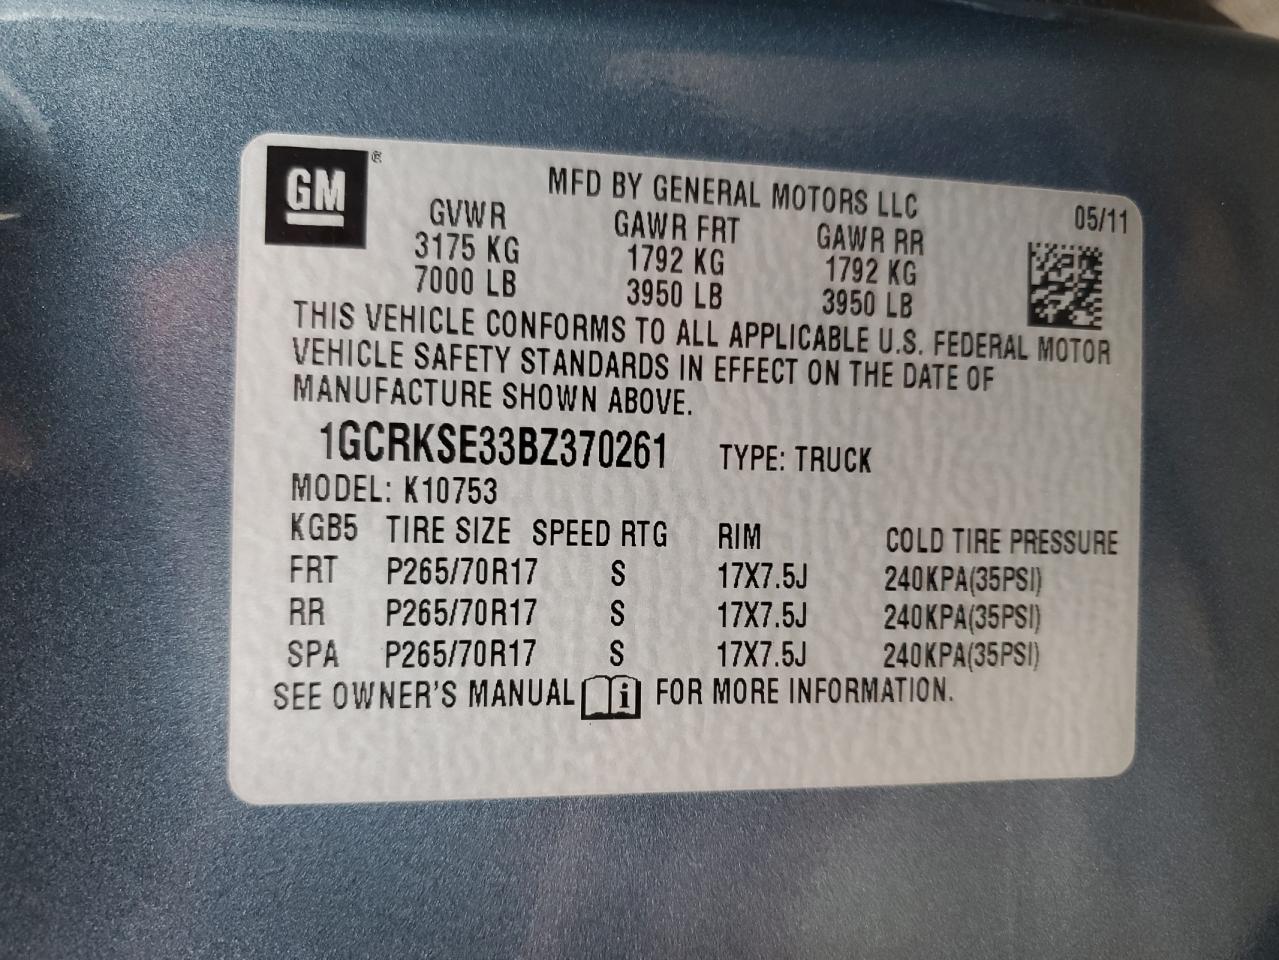 GM ®
MFD BY GENERAL MOTORS LLC
05/11
GVWR GAWR FRT GAWR RR
3175 KG 1792 KG 1792 KG
7000 LB 3950 LB 3950 LB
THIS VEHICLE CONFORMS TO ALL APPLICABLE U.S. FEDERAL MOTOR
VEHICLE SAFETY STANDARDS IN EFFECT ON THE DATE OF
MANUFACTURE SHOWN ABOVE.
1GCRKSE33BZ370261 TYPE: TRUCK
MODEL: K10753
KGB5 TIRE SIZE SPEED RTG RIM COLD TIRE PRESSURE
FRT P265/70R17 S 17X7.5J 240KPA(35PSI)
RR P265/70R17 S 17X7.5J 240KPA(35PSI)
SPA P265/70R17 S 17X7.5J 240KPA(35PSI)
SEE OWNER'S MANUAL i FOR MORE INFORMATION.